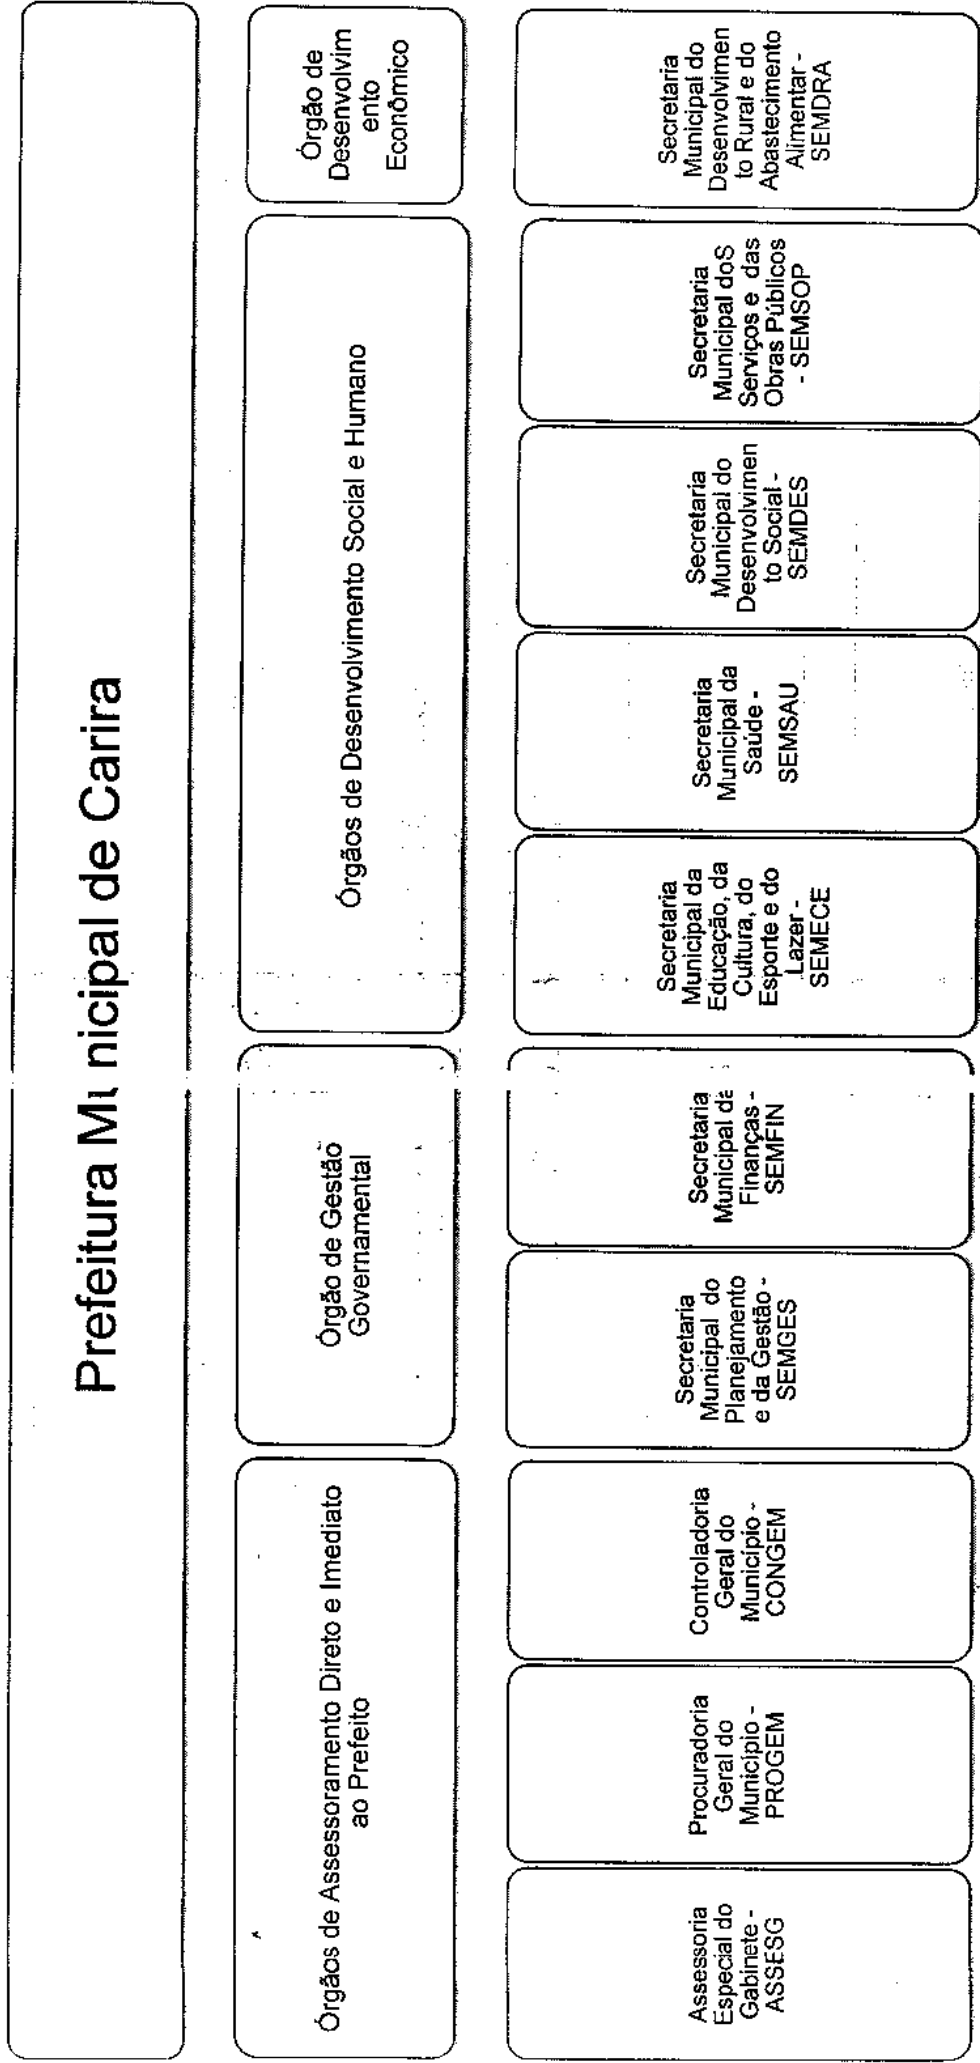 Prefeitura Municipal de Carira
Órgãos de Assessoramento Direto e Imediato
ao Prefeito
Órgão de Gestão
Governamental
Órgãos de Desenvolvimento Social e Humano
Órgão de
Desenvolvim
ento
Econômico
Assessoria
Especial do
Gabinete -
ASSESG
Procuradoria
Geral do
Município -
PROGEM
Controladoria
Geral do
Município -
CONGEM
Secretaria
Municipal do
Planejamento
e da Gestão -
SEMGES
Secretaria
Municipal de
Finanças -
SEMFIN
Secretaria
Municipal da
Educação, da
Cultura, do
Esporte e do
Lazer -
SEMECE
Secretaria
Municipal da
Saúde -
SEMSAU
Secretaria
Municipal do
Desenvolvimen
to Social -
SEMDES
Secretaria
Municipal doS
Serviços e das
Obras Públicos
- SEMSOP
Secretaria
Municipal do
Desenvolvimen
to Rural e do
Abastecimento
Alimentar -
SEMDRA